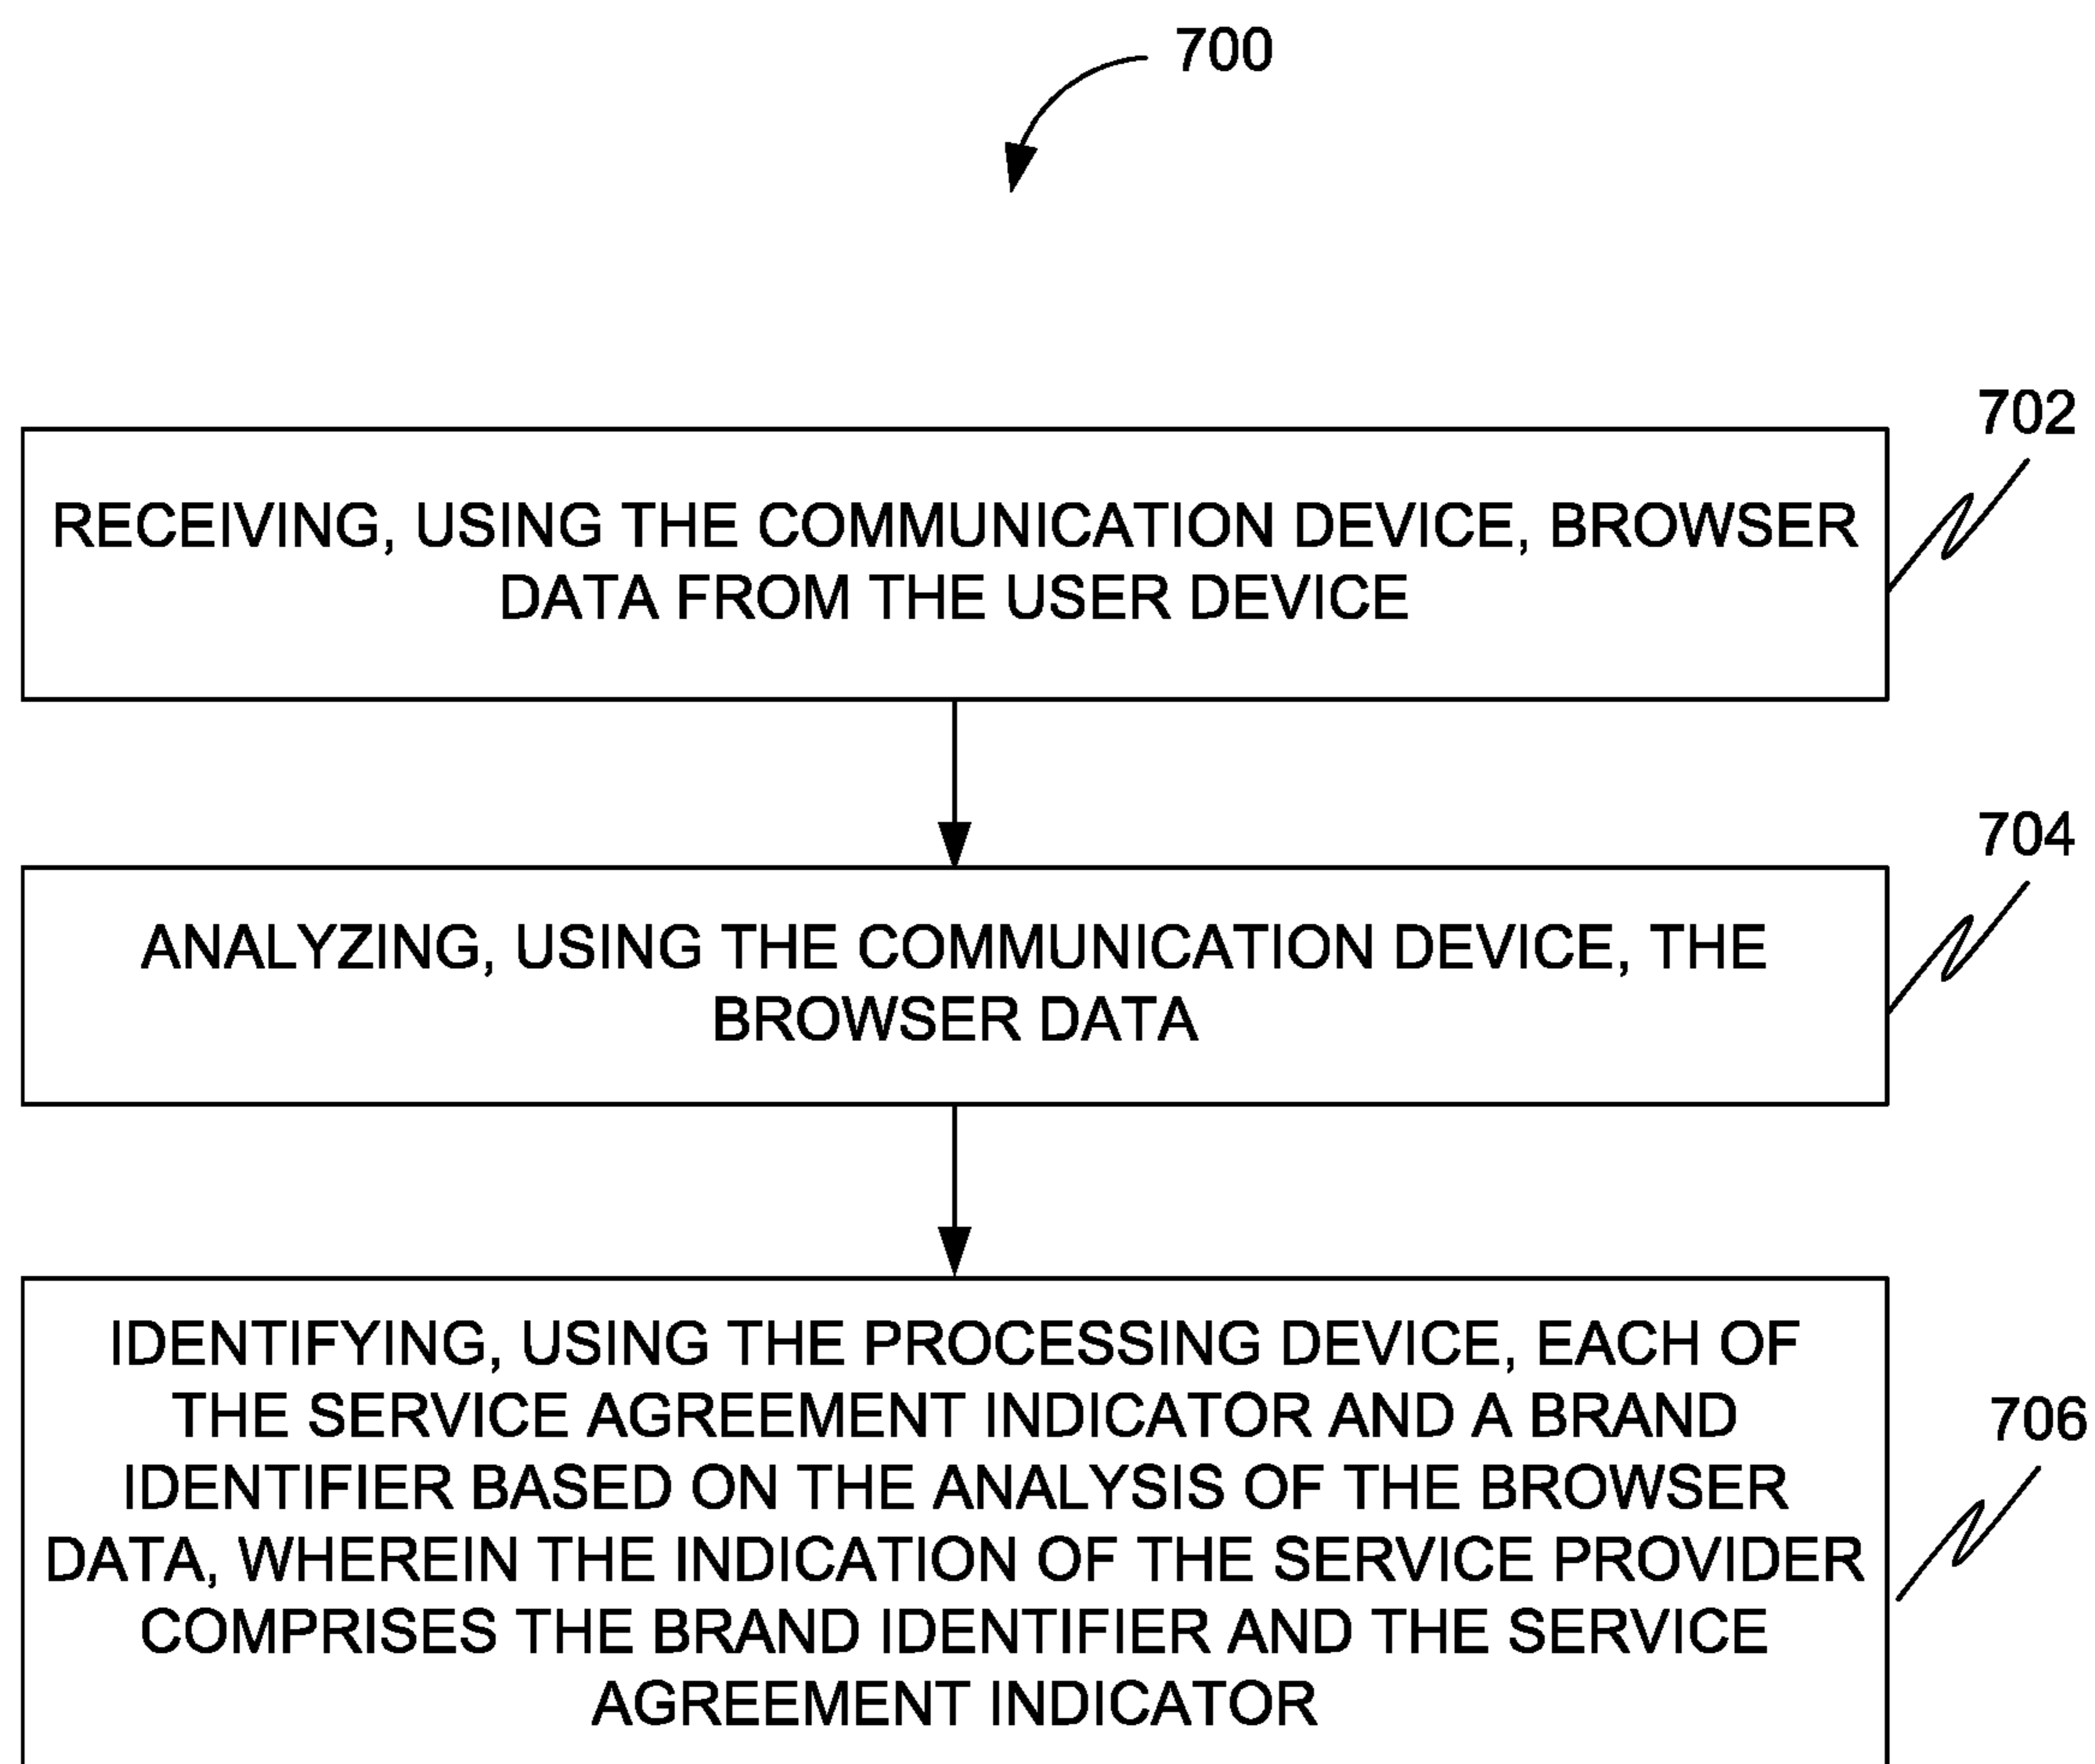 700
702
RECEIVING, USING THE COMMUNICATION DEVICE, BROWSER
DATA FROM THE USER DEVICE
704
ANALYZING, USING THE COMMUNICATION DEVICE, THE
BROWSER DATA
706
IDENTIFYING, USING THE PROCESSING DEVICE, EACH OF
THE SERVICE AGREEMENT INDICATOR AND A BRAND
IDENTIFIER BASED ON THE ANALYSIS OF THE BROWSER
DATA, WHEREIN THE INDICATION OF THE SERVICE PROVIDER
COMPRISES THE BRAND IDENTIFIER AND THE SERVICE
AGREEMENT INDICATOR